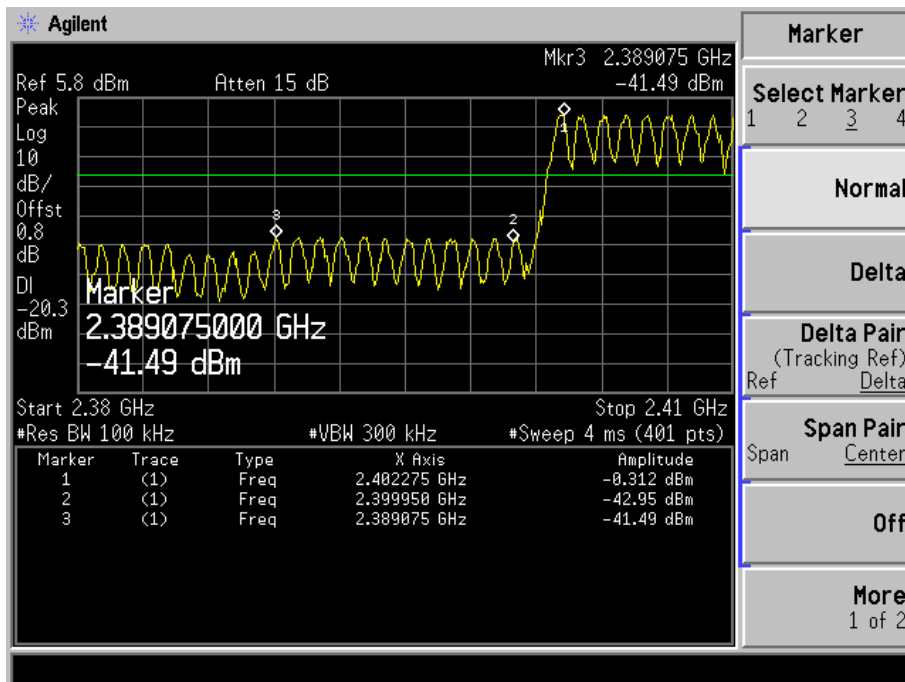 Agilent
Marker
Mkr3 2.389075 GHz
Ref 5.8 dBm Atten 15 dB -41.49 dBm
Peak
Log
10
dB/
Offst
0.8
dB
DI
-20.3
dBm
1
2
3
Marker
2.389075000 GHz
-41.49 dBm
Start 2.38 GHz Stop 2.41 GHz
#Res BW 100 kHz #VBW 300 kHz #Sweep 4 ms (401 pts)
Marker Trace Type X Axis Amplitude
1 (1) Freq 2.402275 GHz -0.312 dBm
2 (1) Freq 2.399950 GHz -42.95 dBm
3 (1) Freq 2.389075 GHz -41.49 dBm
Select Marker
1 2 3 4
Normal
Delta
Delta Pair
(Tracking Ref)
Ref Delta
Span Pair
Span Center
Off
More
1 of 2